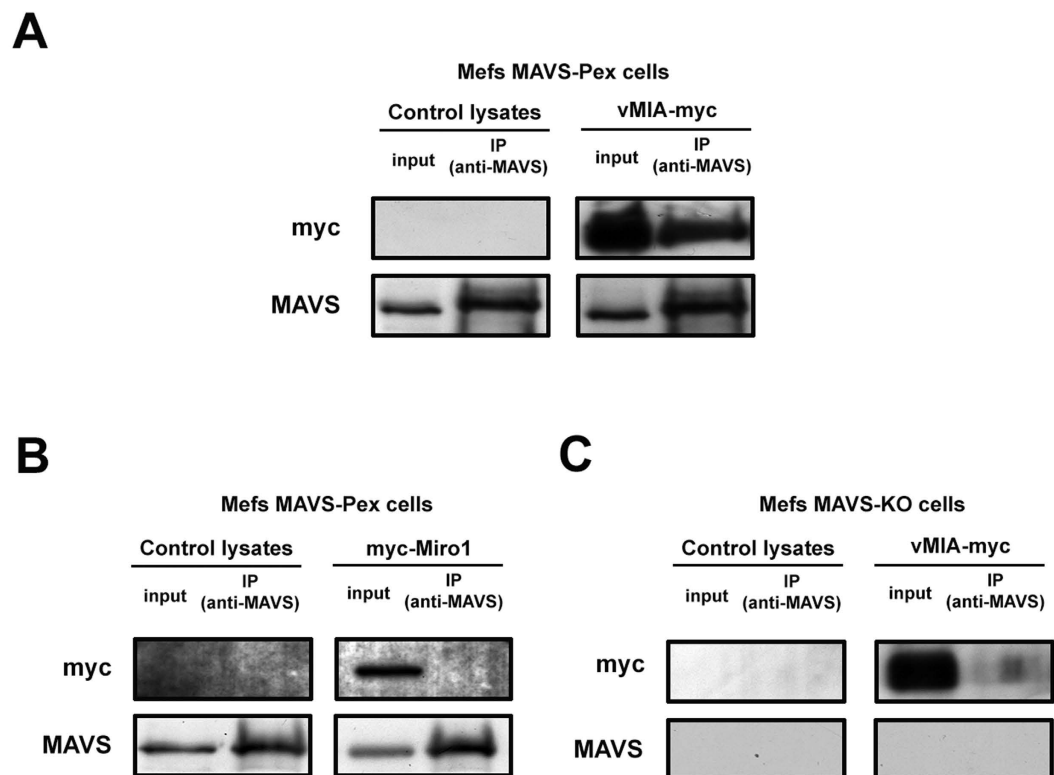 A
Mefs MAVS-Pex cells
Control lysates vMIA-myc
input IP (anti-MAVS) input IP (anti-MAVS)
myc
MAVS
B
Mefs MAVS-Pex cells
Control lysates myc-Miro1
input IP (anti-MAVS) input IP (anti-MAVS)
myc
MAVS
C
Mefs MAVS-KO cells
Control lysates vMIA-myc
input IP (anti-MAVS) input IP (anti-MAVS)
myc
MAVS